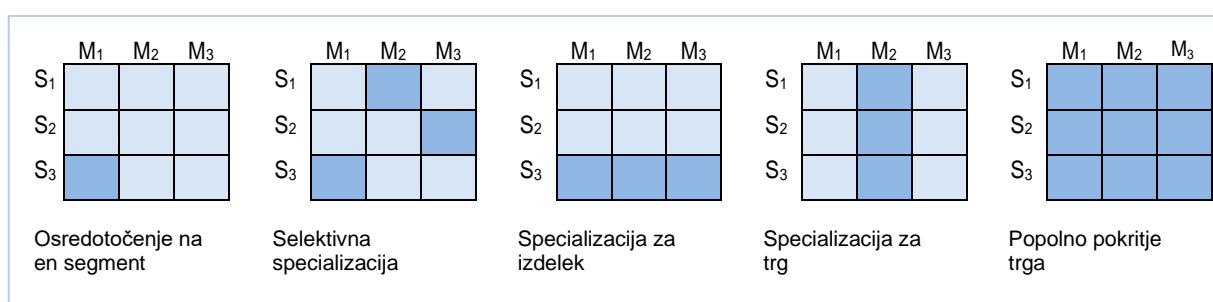 M₁ M₂ M₃
S₁
S₂
S₃
Osredotočenje na
en segment
M₁ M₂ M₃
S₁
S₂
S₃
Selektivna
specializacija
M₁ M₂ M₃
S₁
S₂
S₃
Specializacija za
izdelek
M₁ M₂ M₃
S₁
S₂
S₃
Specializacija za
trg
M₁ M₂ M₃
S₁
S₂
S₃
Popolno pokritje
trga